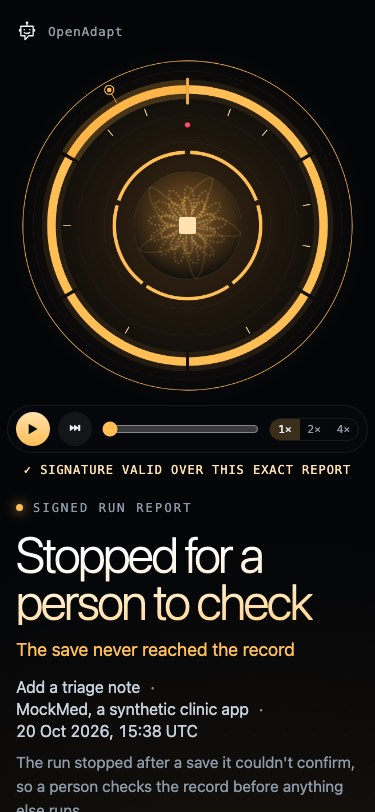 OpenAdapt
1× 2× 4×
✓ SIGNATURE VALID OVER THIS EXACT REPORT
SIGNED RUN REPORT
Stopped for a
person to check
The save never reached the record
Add a triage note ·
MockMed, a synthetic clinic app ·
20 Oct 2026, 15:38 UTC
The run stopped after a save it couldn't confirm,
so a person checks the record before anything
else runs.